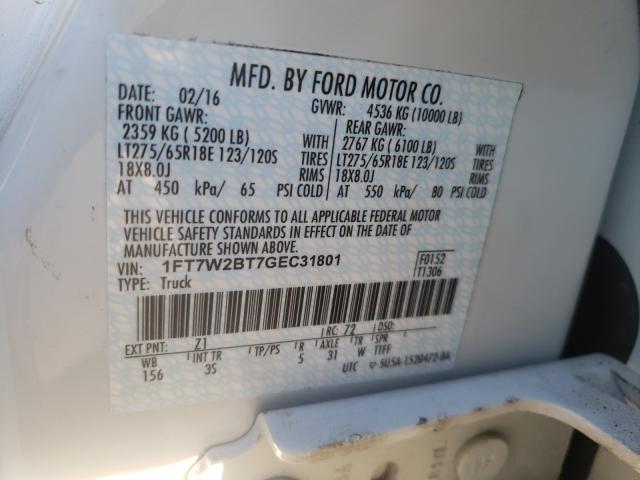 MFD. BY FORD MOTOR CO.
DATE: 02/16 GVWR: 4536 KG (10000 LB)
FRONT GAWR: REAR GAWR:
2359 KG ( 5200 LB) WITH 2767 KG ( 6100 LB) WITH
LT275/65R18E 123/120S TIRES LT275/65R18E 123/120S TIRES
18X8.0J 18X8.0J
AT 450 kPa/ 65 PSI COLD AT 550 kPa/ 80 PSI COLD
THIS VEHICLE CONFORMS TO ALL APPLICABLE FEDERAL MOTOR
VEHICLE SAFETY STANDARDS IN EFFECT ON THE DATE OF
MANUFACTURE SHOWN ABOVE.
VIN: 1FT7W2BT7GEC31801 F0152
TYPE: Truck T1306
EXT PNT: Z1 RC: 72 DSO:
WB INT TR TP/PS R AXLE TR SPR
156 3S 5 31 W TTFF
UTC